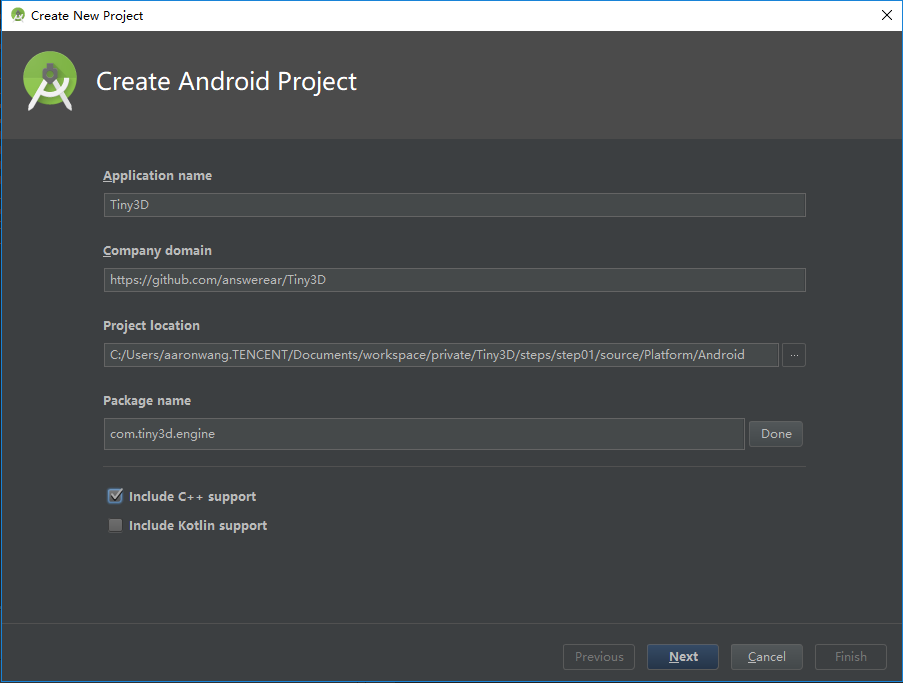 Create New Project
Create Android Project
Application name
Tiny3D
Company domain
https://github.com/answerear/Tiny3D
Project location
C:/Users/aaronwang.TENCENT/Documents/workspace/private/Tiny3D/steps/step01/source/Platform/Android
...
Package name
com.tiny3d.engine
Done
Include C++ support
Include Kotlin support
Previous Next Cancel Finish